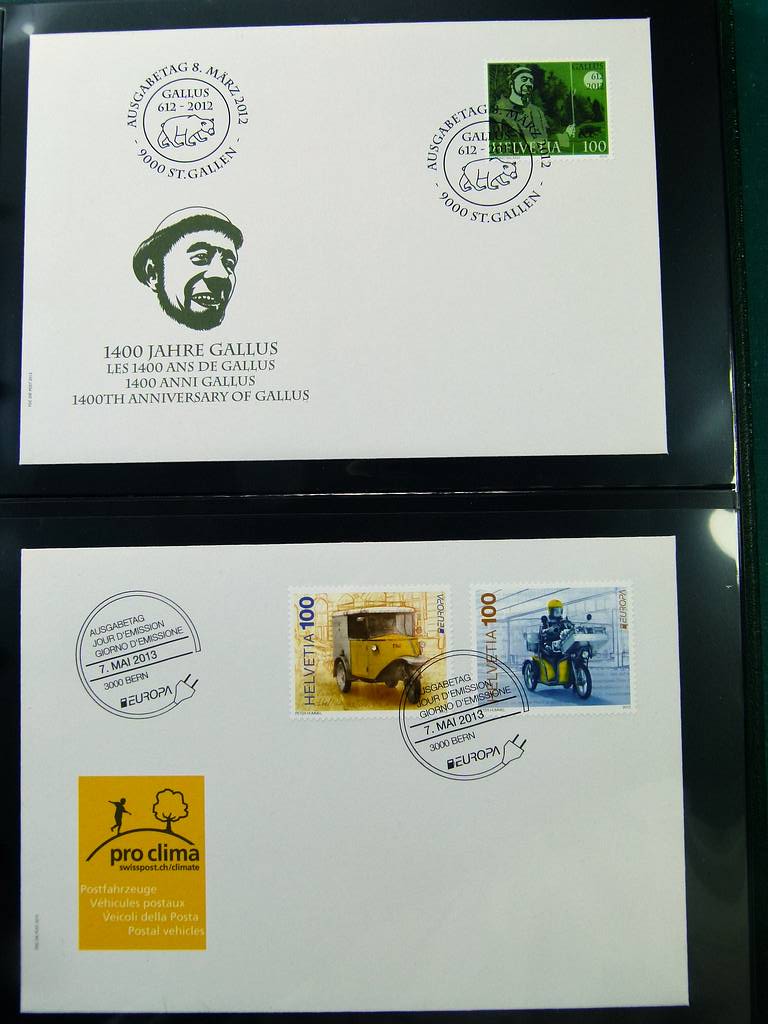 AUSGABETAG 8. MÄRZ 2012
GALLUS
612 - 2012
- 9000 ST.GALLEN -
GALLUS
612
2012
HELVETIA 100
AUSGABETAG 8. MÄRZ 2012
GALLUS
612 - 2012
- 9000 ST.GALLEN -
1400 JAHRE GALLUS
LES 1400 ANS DE GALLUS
1400 ANNI GALLUS
1400TH ANNIVERSARY OF GALLUS
AUSGABETAG
JOUR D'EMISSION
GIORNO D'EMISSIONE
7. MAI 2013
3000 BERN
EUROPA
HELVETIA 100
EUROPA
HELVETIA 100
EUROPA
AUSGABETAG
JOUR D'EMISSION
GIORNO D'EMISSIONE
7. MAI 2013
3000 BERN
EUROPA
pro clima
swisspost.ch/climate
Postfahrzeuge
Véhicules postaux
Veicoli della Posta
Postal vehicles